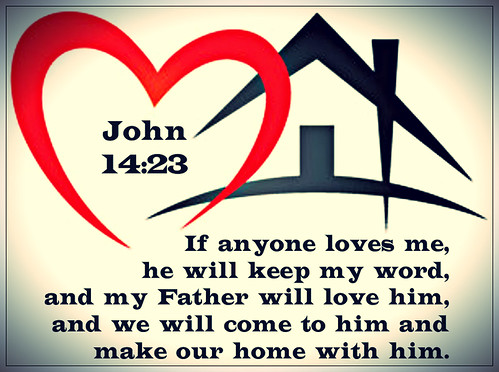 John
14:23
If anyone loves me,
he will keep my word,
and my Father will love him,
and we will come to him and
make our home with him.